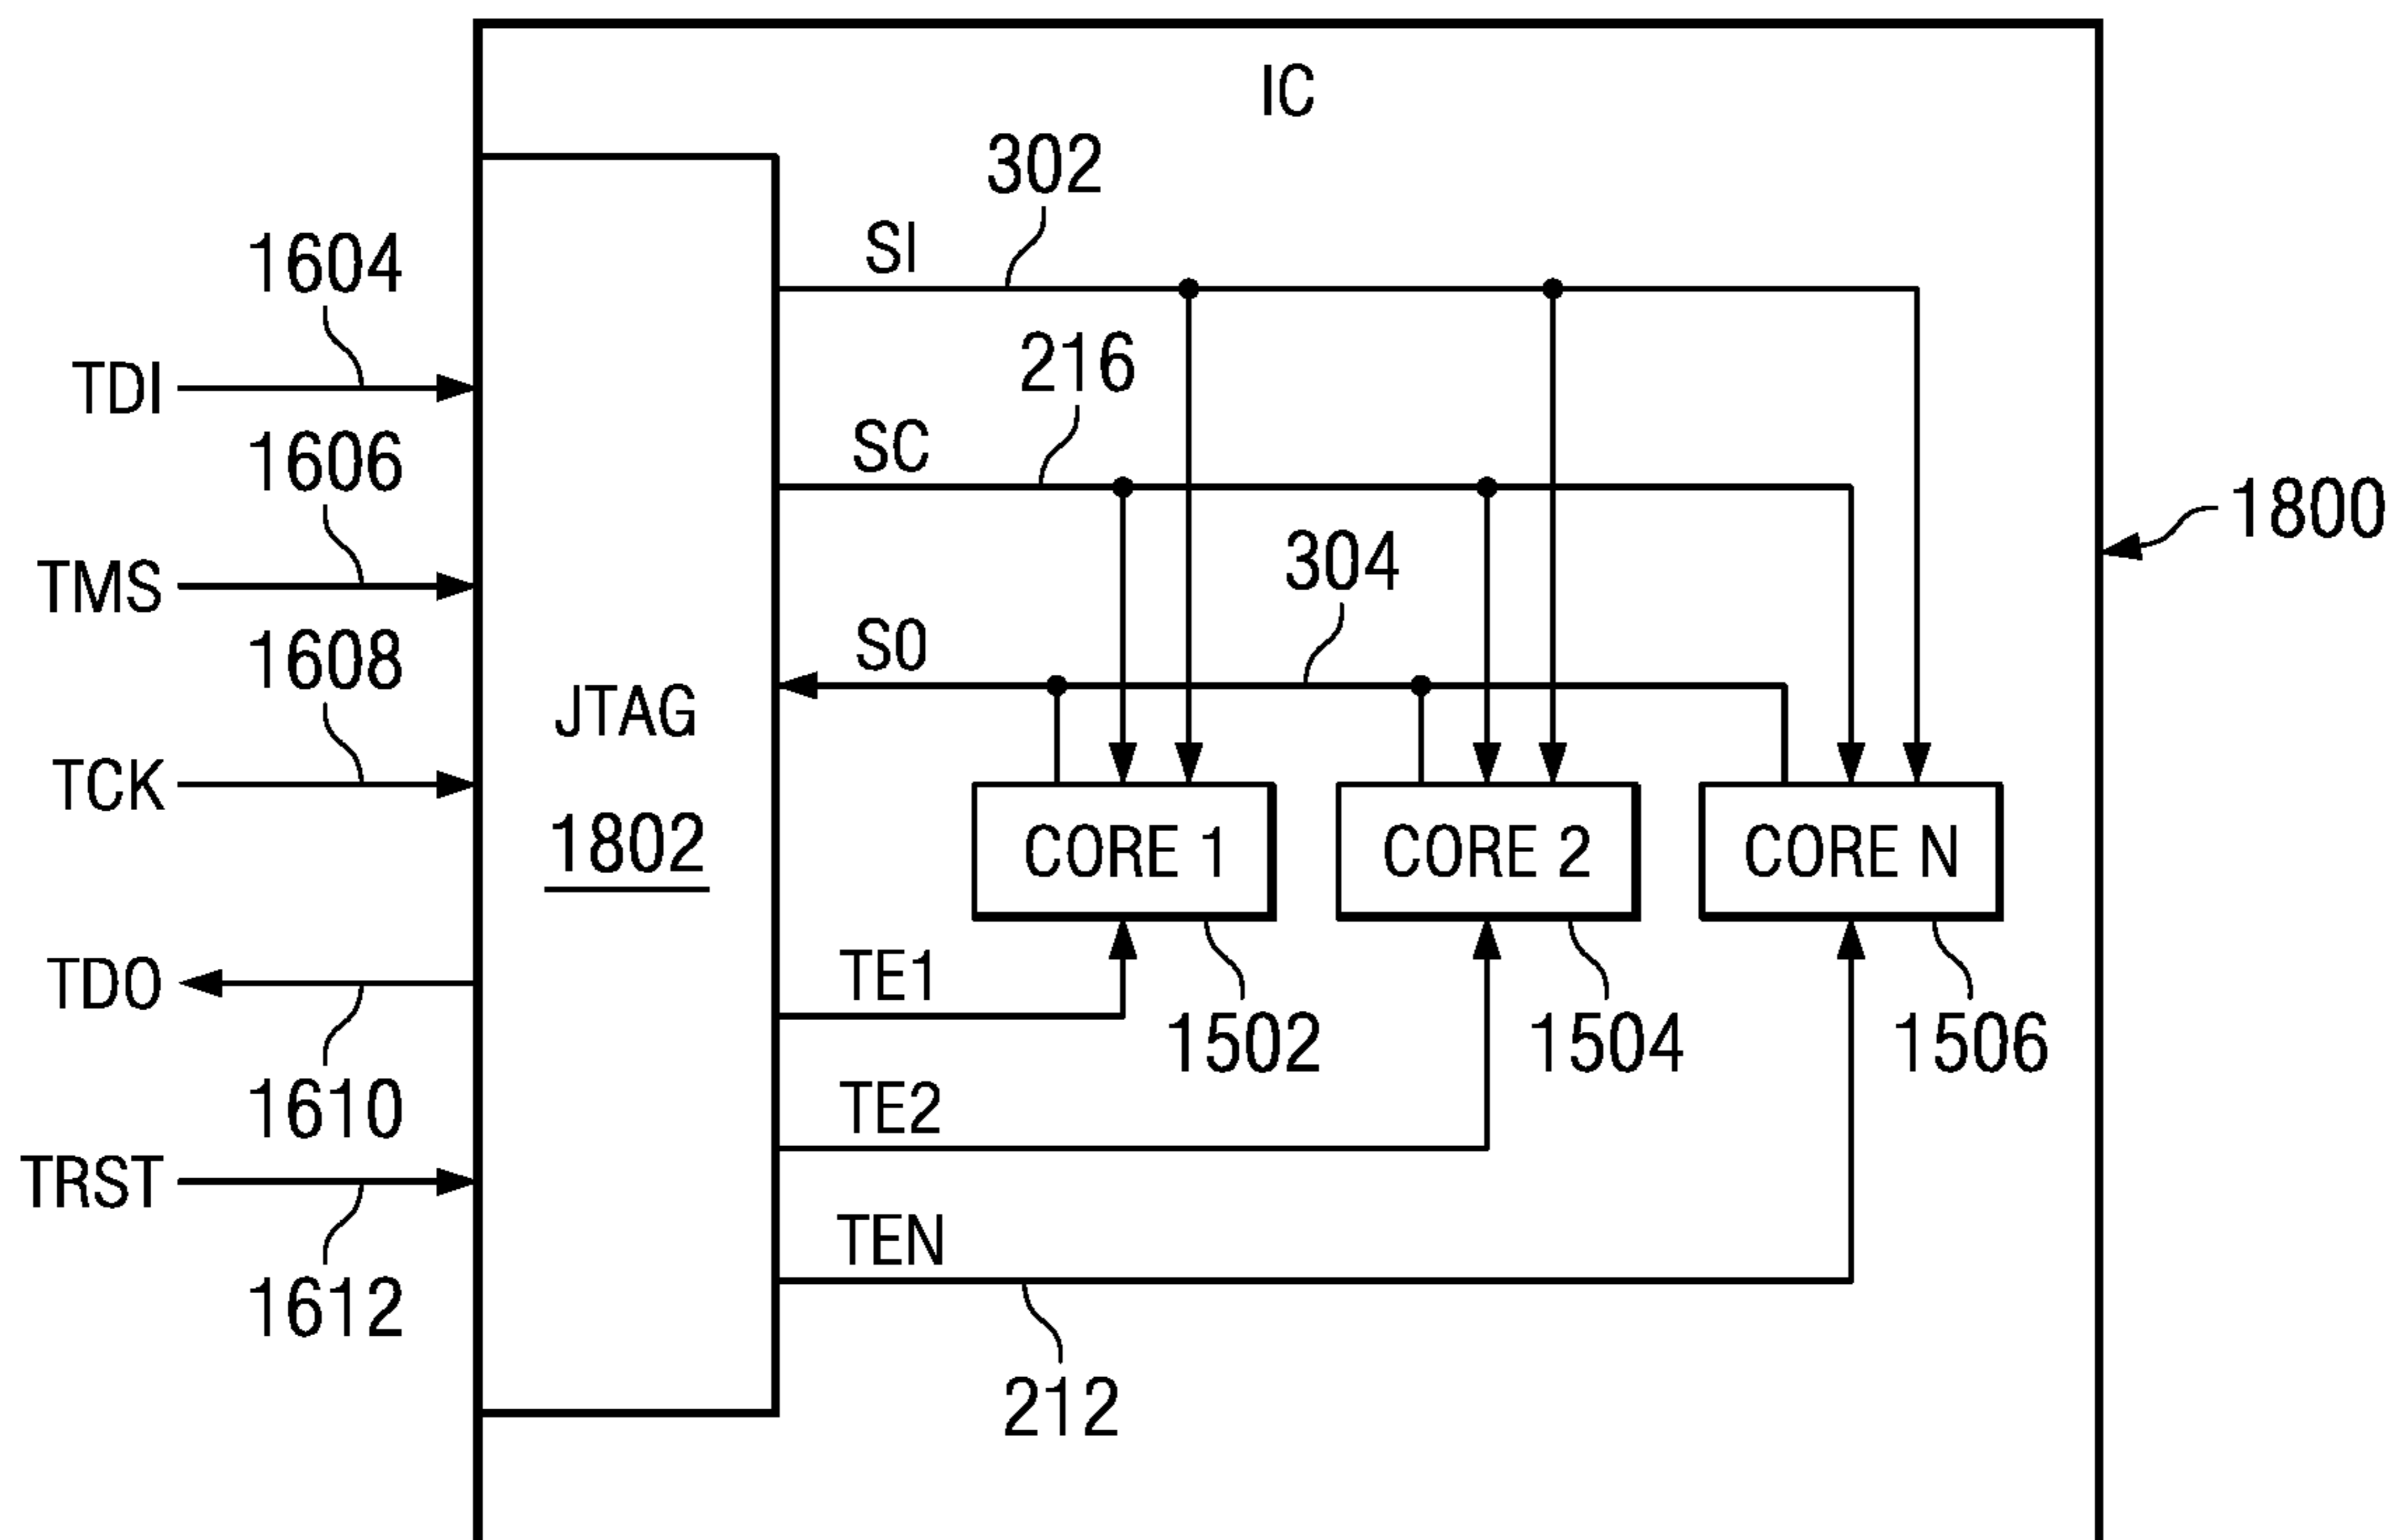 IC
302
SI
1604
TDI
216
SC
1606
TMS
1800
304
SO
1608
TCK
JTAG
1802
CORE 1
CORE 2
CORE N
TDO
TE1
1502
1504
1506
1610
TE2
TRST
TEN
1612
212